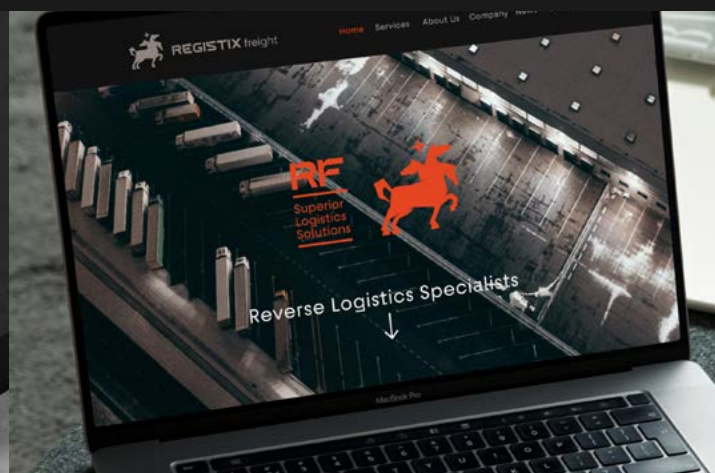 REGISTIX freight
Home Services About Us Company
RF
Superior
Logistics
Solutions
Reverse Logistics Specialists
MacBook Pro